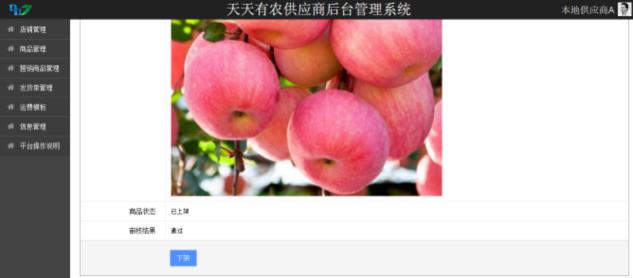 天天有农供应商后台管理系统
本地供应商A
店铺管理
商品管理
营销商品管理
发货单管理
运费模板
信息管理
平台操作说明
商品状态 已上架
审核结果 通过
下架